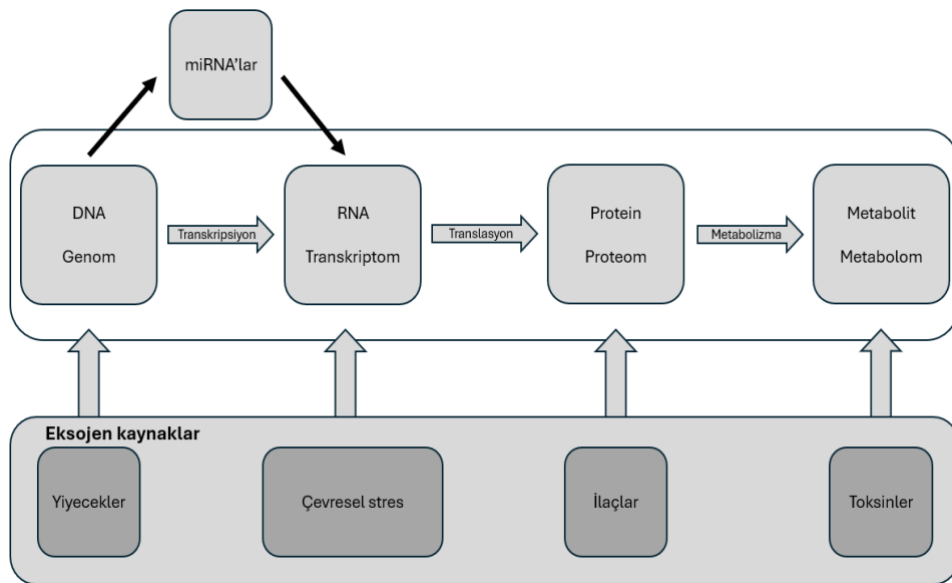 miRNA'lar
DNA
Genom
Transkripsiyon
RNA
Transkriptom
Translasyon
Protein
Proteom
Metabolizma
Metabolit
Metabolom
Eksojen kaynaklar
Yiyecekler
Çevresel stres
İlaçlar
Toksinler